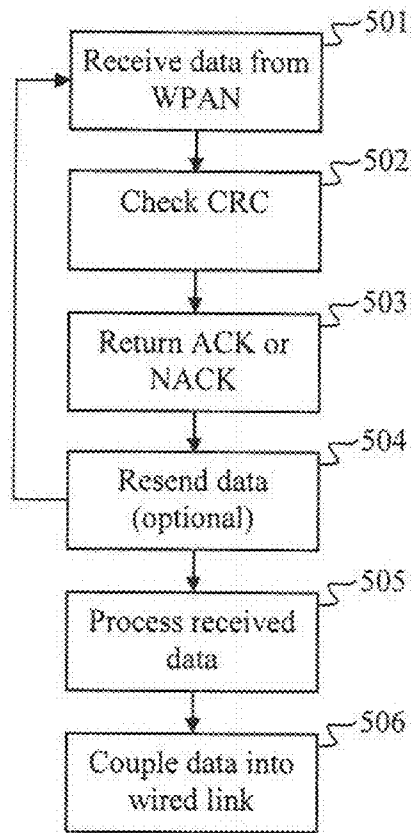 501
Receive data from
WPAN
502
Check CRC
503
Return ACK or
NACK
504
Resend data
(optional)
505
Process received
data
506
Couple data into
wired link